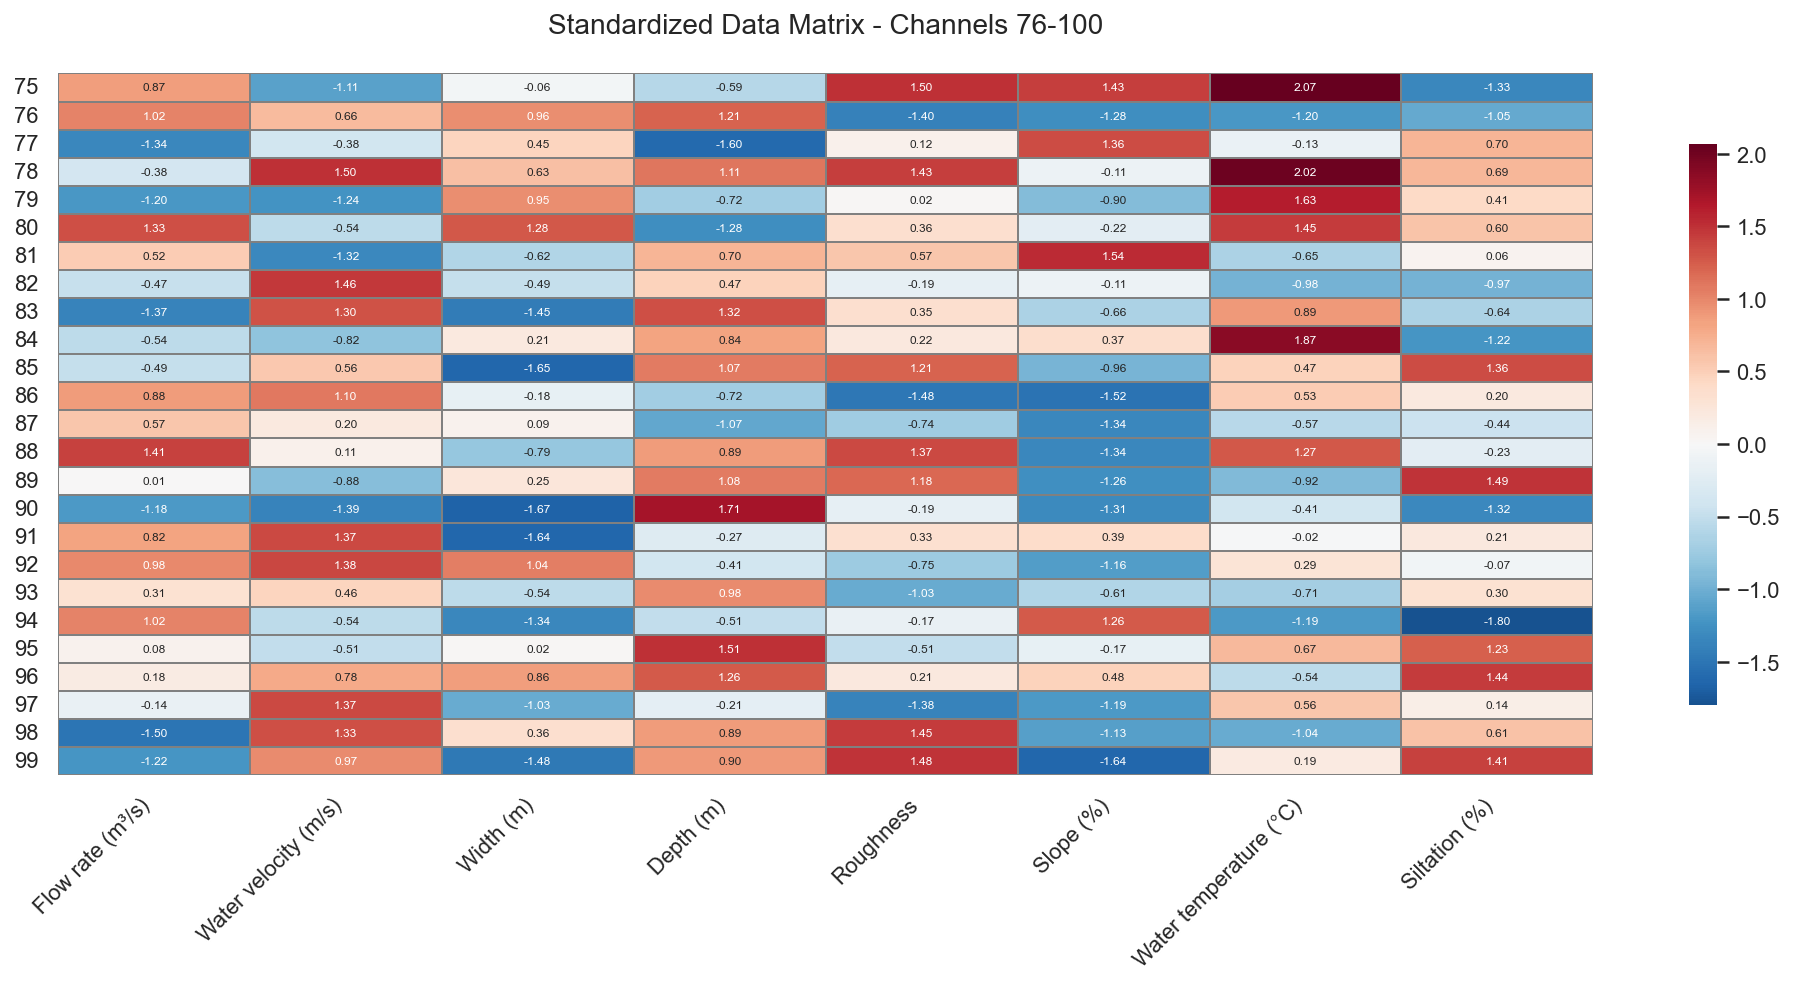 Standardized Data Matrix - Channels 76-100
75 0.87 -1.11 -0.06 -0.59 1.50 1.43 2.07 -1.33
76 1.02 0.66 0.96 1.21 -1.40 -1.28 -1.20 -1.05
77 -1.34 -0.38 0.45 -1.60 0.12 1.36 -0.13 0.70
78 -0.38 1.50 0.63 1.11 1.43 -0.11 2.02 0.69
79 -1.20 -1.24 0.95 -0.72 0.02 -0.90 1.63 0.41
80 1.33 -0.54 1.28 -1.28 0.36 -0.22 1.45 0.60
81 0.52 -1.32 -0.62 0.70 0.57 1.54 -0.65 0.06
82 -0.47 1.46 -0.49 0.47 -0.19 -0.11 -0.98 -0.97
83 -1.37 1.30 -1.45 1.32 0.35 -0.66 0.89 -0.64
84 -0.54 -0.82 0.21 0.84 0.22 0.37 1.87 -1.22
85 -0.49 0.56 -1.65 1.07 1.21 -0.96 0.47 1.36
86 0.88 1.10 -0.18 -0.72 -1.48 -1.52 0.53 0.20
87 0.57 0.20 0.09 -1.07 -0.74 -1.34 -0.57 -0.44
88 1.41 0.11 -0.79 0.89 1.37 -1.34 1.27 -0.23
89 0.01 -0.88 0.25 1.08 1.18 -1.26 -0.92 1.49
90 -1.18 -1.39 -1.67 1.71 -0.19 -1.31 -0.41 -1.32
91 0.82 1.37 -1.64 -0.27 0.33 0.39 -0.02 0.21
92 0.98 1.38 1.04 -0.41 -0.75 -1.16 0.29 -0.07
93 0.31 0.46 -0.54 0.98 -1.03 -0.61 -0.71 0.30
94 1.02 -0.54 -1.34 -0.51 -0.17 1.26 -1.19 -1.80
95 0.08 -0.51 0.02 1.51 -0.51 -0.17 0.67 1.23
96 0.18 0.78 0.86 1.26 0.21 0.48 -0.54 1.44
97 -0.14 1.37 -1.03 -0.21 -1.38 -1.19 0.56 0.14
98 -1.50 1.33 0.36 0.89 1.45 -1.13 -1.04 0.61
99 -1.22 0.97 -1.48 0.90 1.48 -1.64 0.19 1.41
Flow rate (m³/s)
Water velocity (m/s)
Width (m)
Depth (m)
Roughness
Slope (%)
Water temperature (°C)
Siltation (%)
2.0
1.5
1.0
0.5
0.0
−0.5
−1.0
−1.5